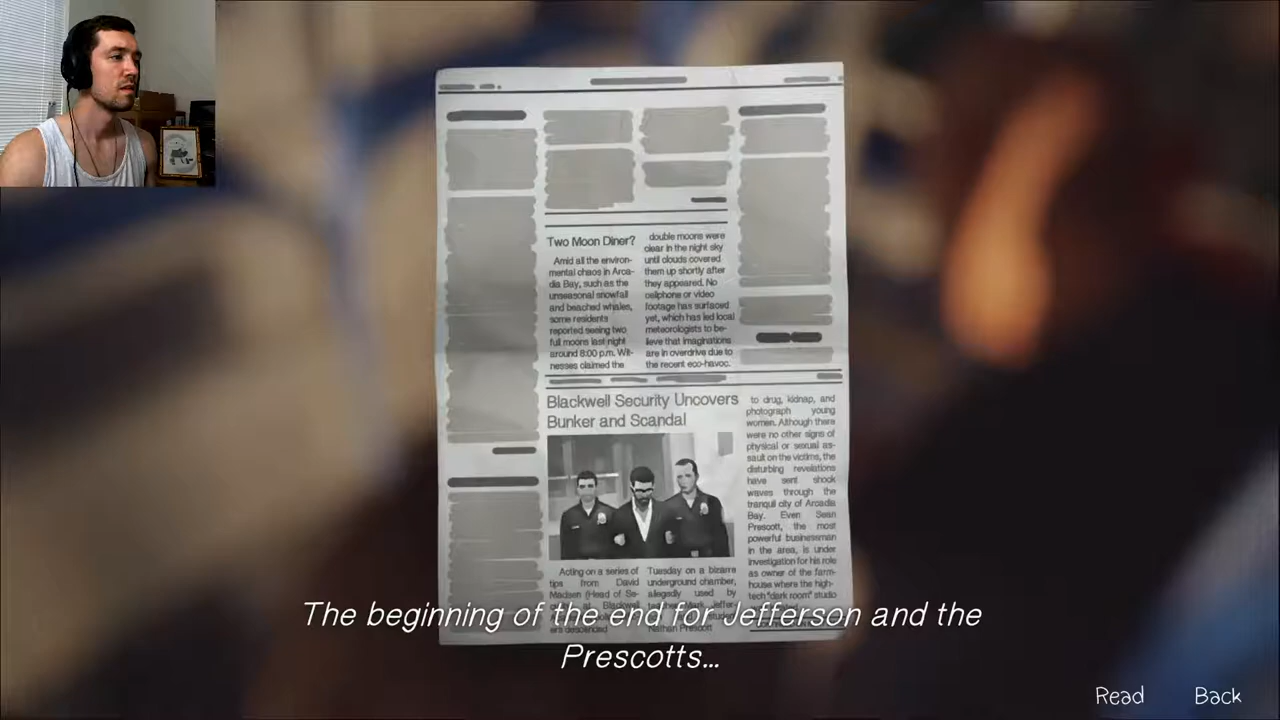 Two Moon Diner?
Amid all the environ-
mental chaos in Arca-
dia Bay, such as the
unseasonal snowfall
and beached whales,
some residents
reported seeing two
full moons last night
around 8:00 p.m. Wit-
nesses claimed the
double moons were
clear in the night sky
until clouds covered
them up shortly after
they appeared. No
cellphone or video
footage has surfaced
yet, which has led local
meteorologists to be-
lieve that imaginations
are in overdrive due to
the recent eco-havoc.
Blackwell Security Uncovers
Bunker and Scandal
Acting on a series of
tips from David
Madsen (Head of Se-
at Blackwell
descended
Tuesday on a bizarre
underground chamber,
allegedly used by
Mark Jeffer-
Nathan Prescott
to drug, kidnap, and
photograph young
women. Although there
were no other signs of
physical or sexual as-
sault on the victims, the
disturbing revelations
have sent shock
waves through the
tranquil city of Arcadia
Bay. Even Sean
Prescott, the most
powerful businessman
in the area, is under
investigation for his role
as owner of the farm-
house where the high-
tech "dark room" studio
The beginning of the end for Jefferson and the
Prescotts...
Read Back